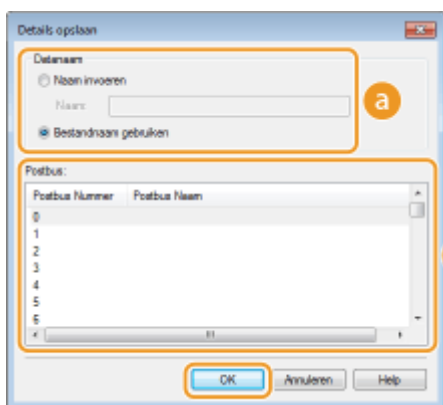 Details opslaan
Datanaam
Naam invoeren
Naam:
a
Bestandnaam gebruiken
Postbus:
Postbus Nummer Postbus Naam
0
1
2
3
4
5
6
OK Annuleren Help